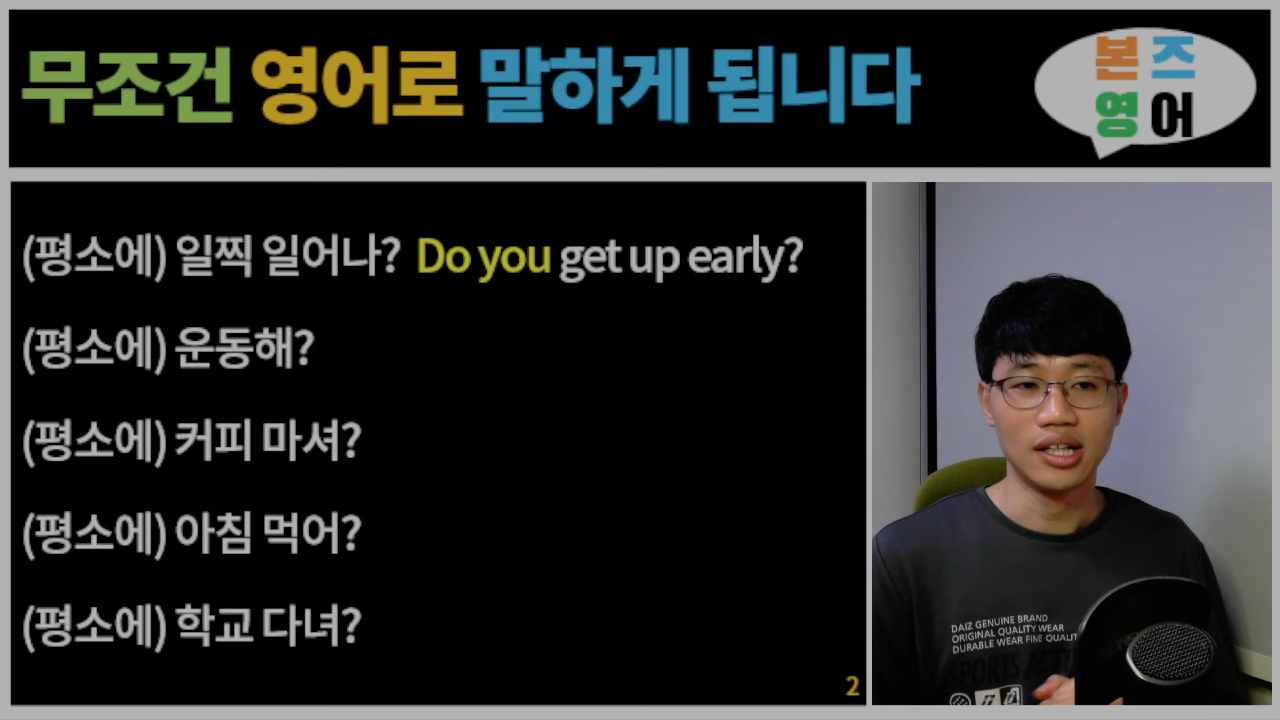 무조건 영어로 말하게 됩니다
본즈
영어
(평소에) 일찍 일어나? Do you get up early?
(평소에) 운동해?
(평소에) 커피 마셔?
(평소에) 아침 먹어?
(평소에) 학교 다녀?
2
DAIZ GENUINE BRAND
ORIGINAL QUALITY WEAR
DURABLE WEAR FINE
SPORTS